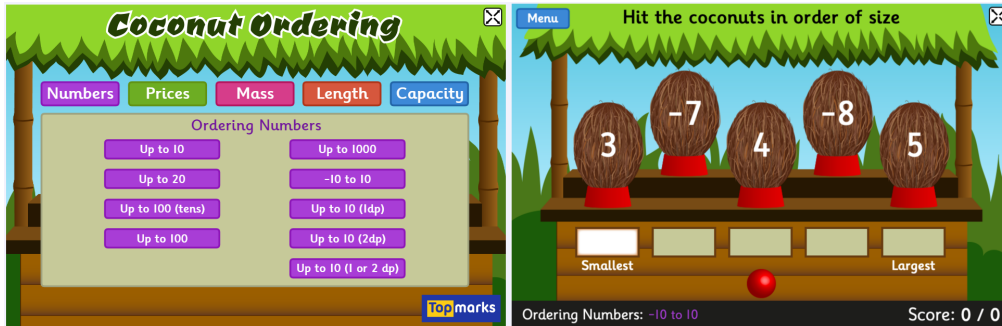 Coconut Ordering
Numbers Prices Mass Length Capacity
Ordering Numbers
Up to 10
Up to 20
Up to 100 (tens)
Up to 100
Up to 1000
-10 to 10
Up to 10 (1dp)
Up to 10 (2dp)
Up to 10 (1 or 2 dp)
Topmarks
Menu
Hit the coconuts in order of size
3
-7
4
-8
5
Smallest
Largest
Ordering Numbers: -10 to 10
Score: 0 / 0